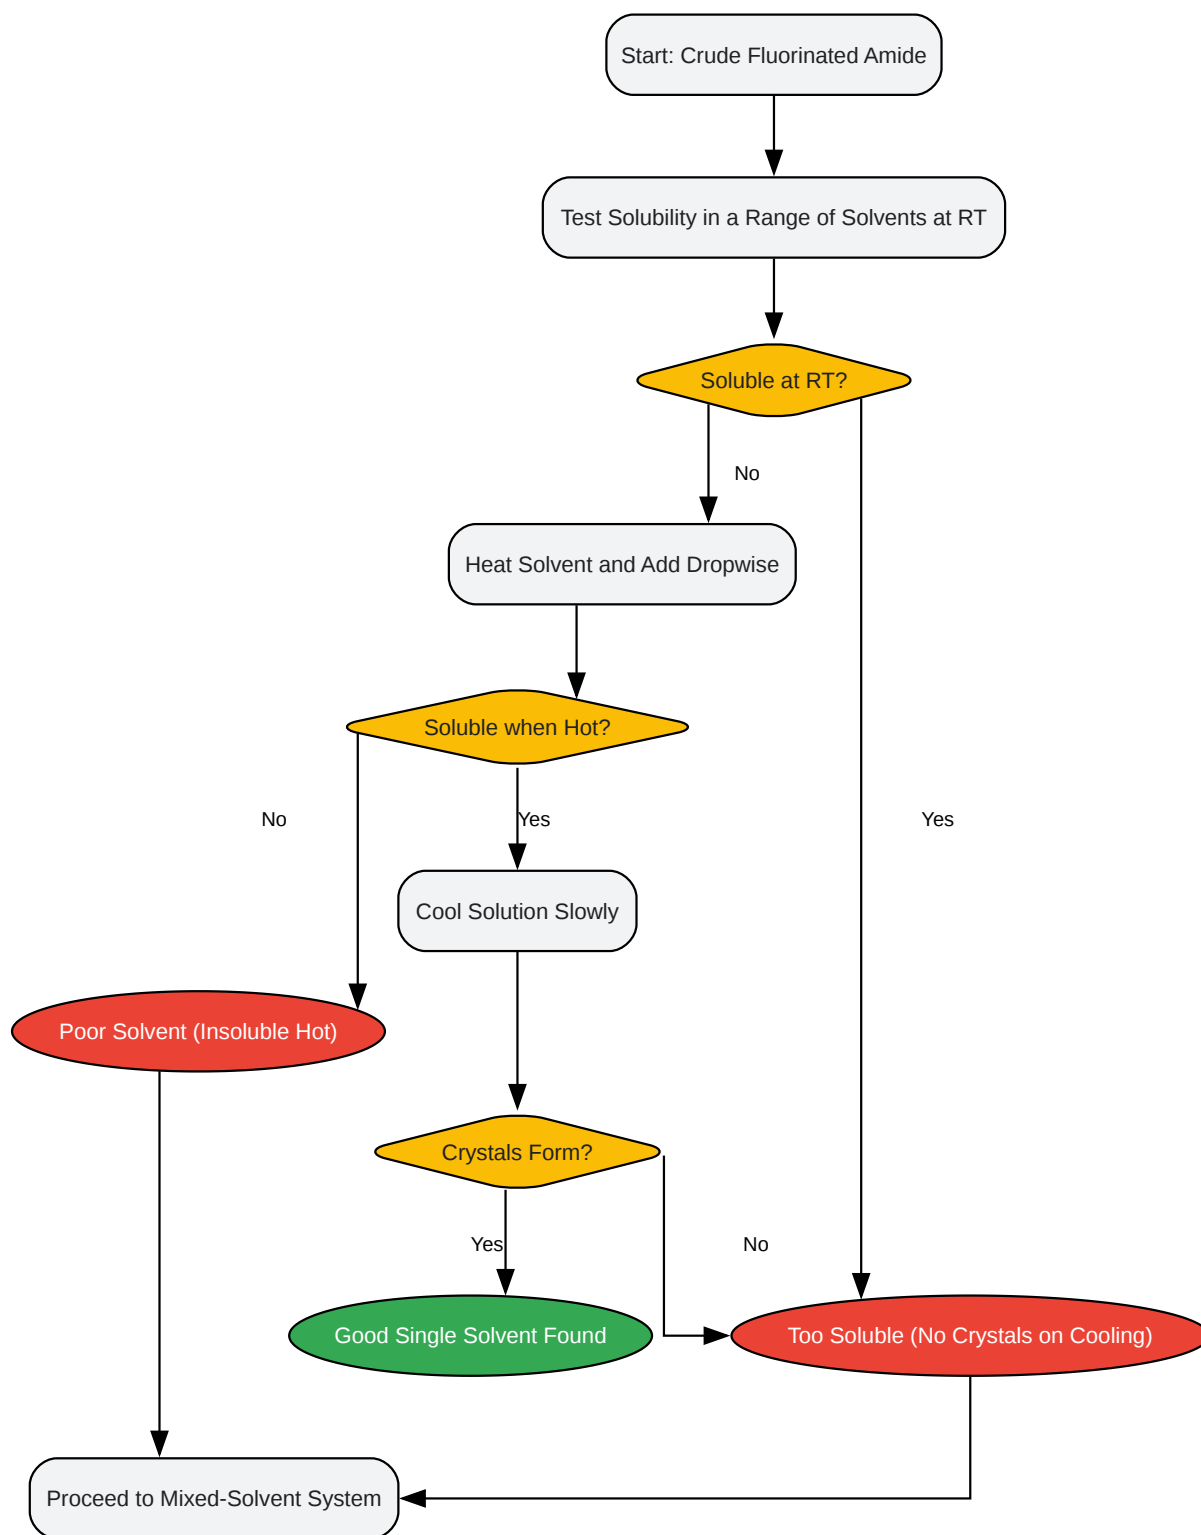 Start: Crude Fluorinated Amide
Test Solubility in a Range of Solvents at RT
Soluble at RT?
No
Heat Solvent and Add Dropwise
Soluble when Hot?
No
Yes
Yes
Cool Solution Slowly
Poor Solvent (Insoluble Hot)
Crystals Form?
Yes
No
Good Single Solvent Found
Too Soluble (No Crystals on Cooling)
Proceed to Mixed-Solvent System